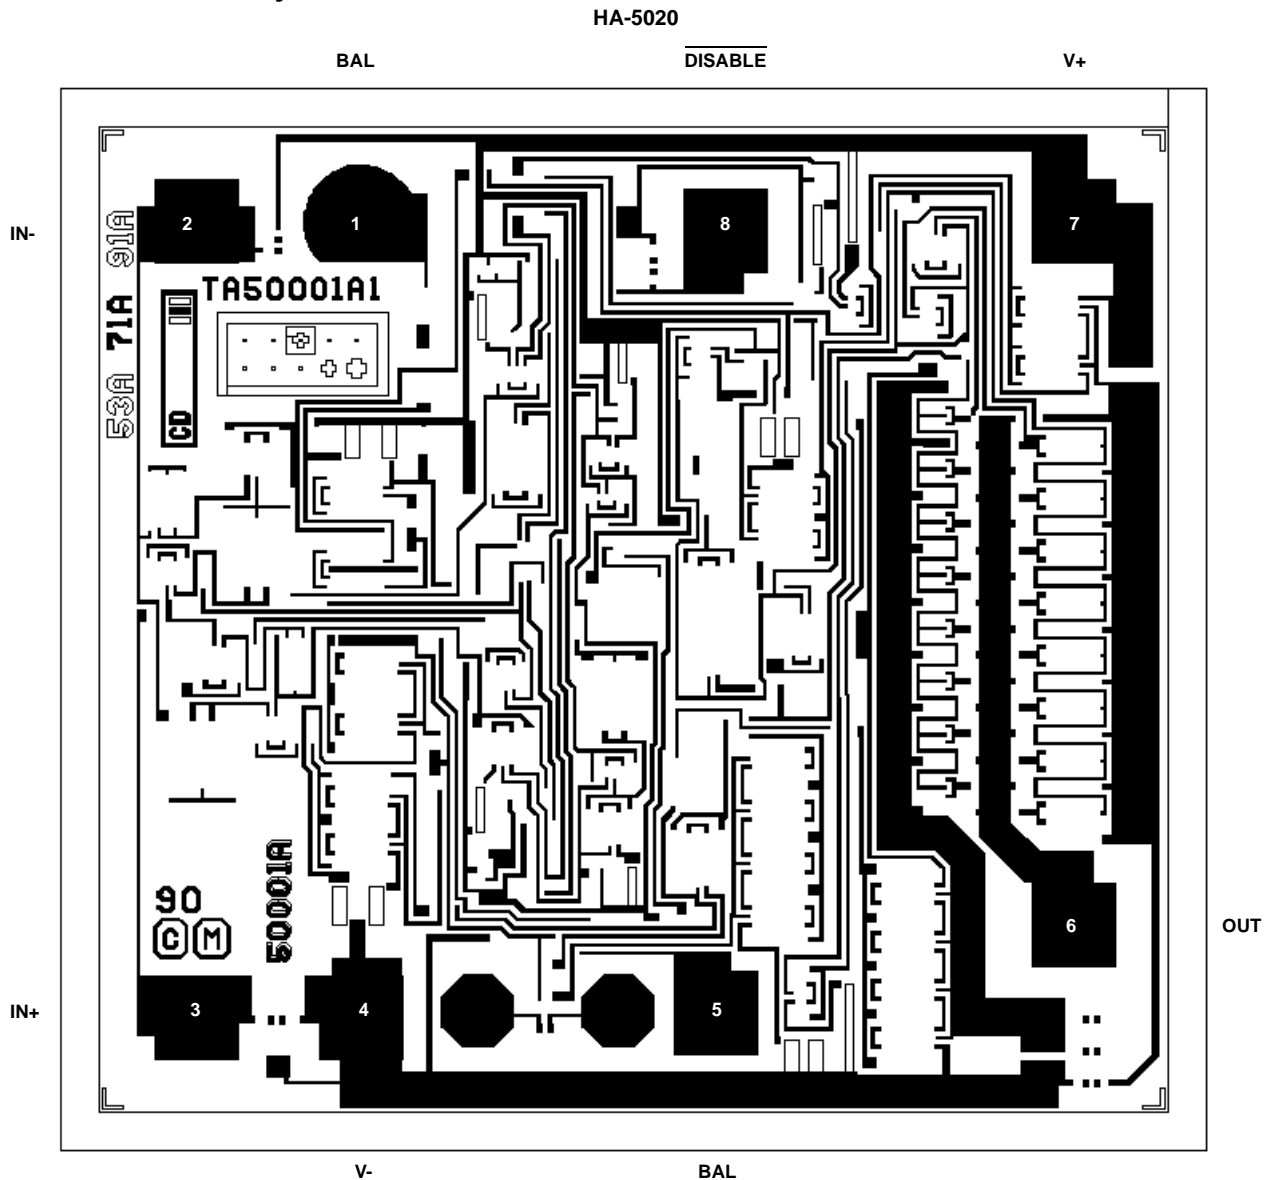 HA-5020
BAL
DISABLE
V+
IN-
2
1
8
7
91A
TA50001A1
71A
53A
CD
90
C M
50001A
6
OUT
IN+
3
4
5
V-
BAL